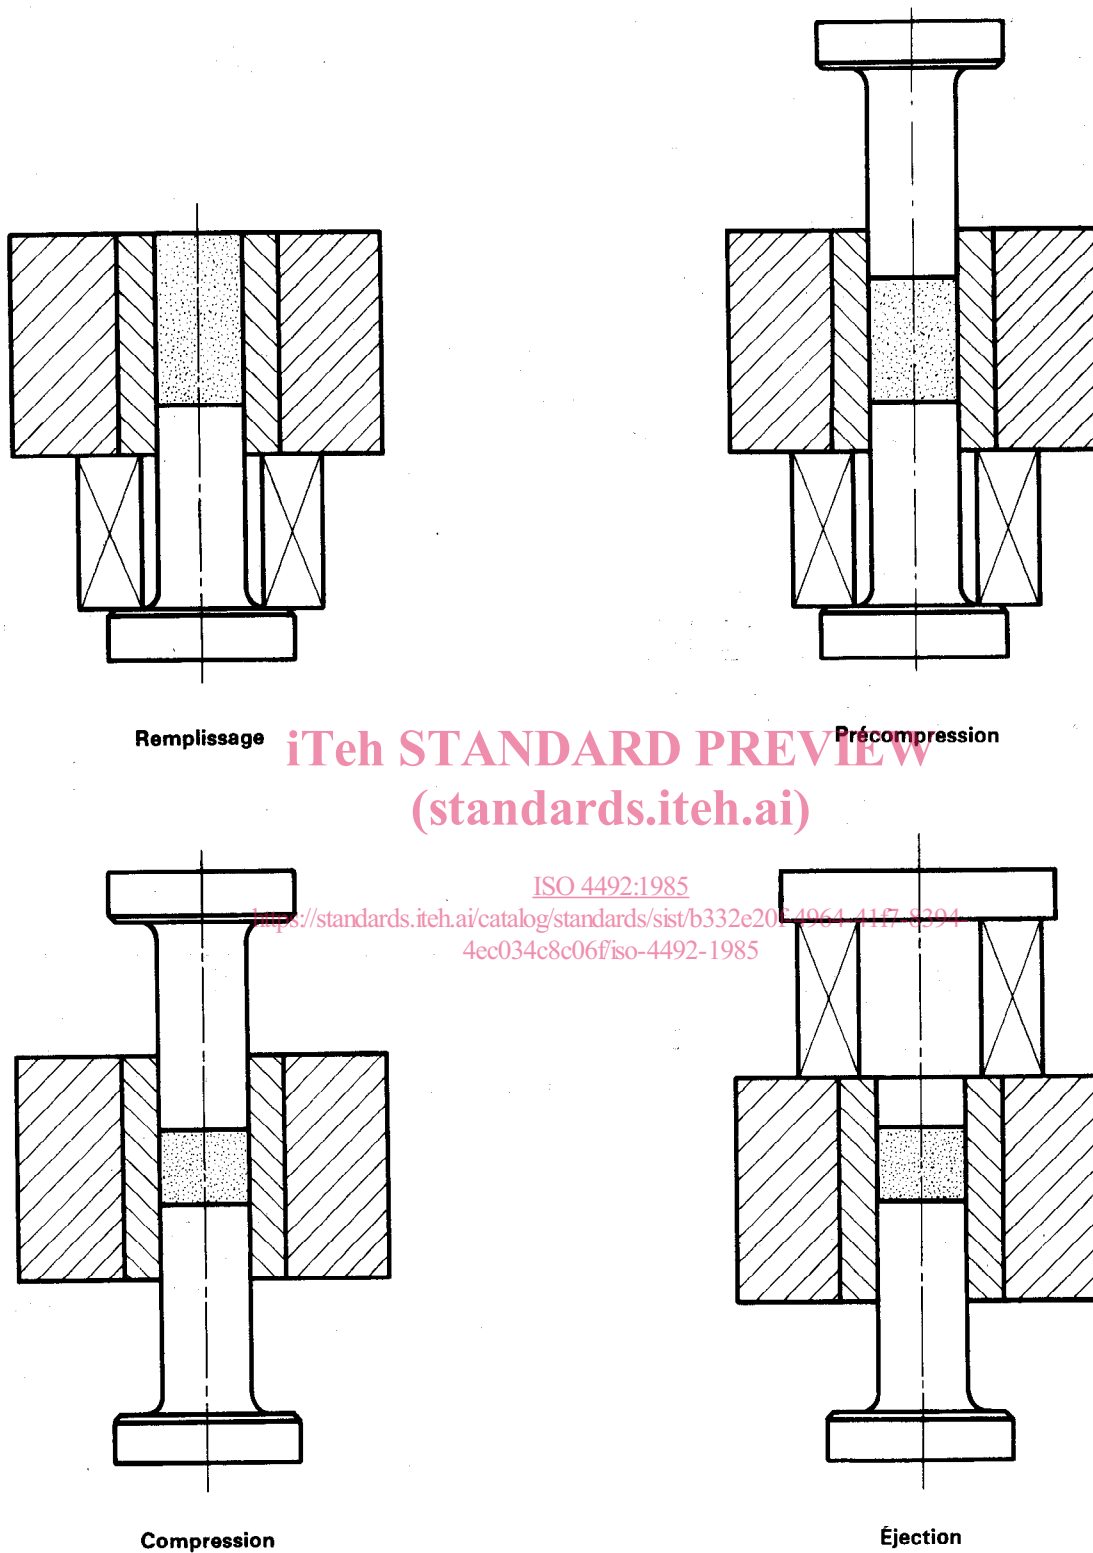 Remplissage
Précompression
iTeh STANDARD PREVIEW
(standards.iteh.ai)
ISO 4492:1985
https://standards.iteh.ai/catalog/standards/sist/b332e20f-4964-41f7-8394-
4ec034c8c06f/iso-4492-1985
Compression
Éjection